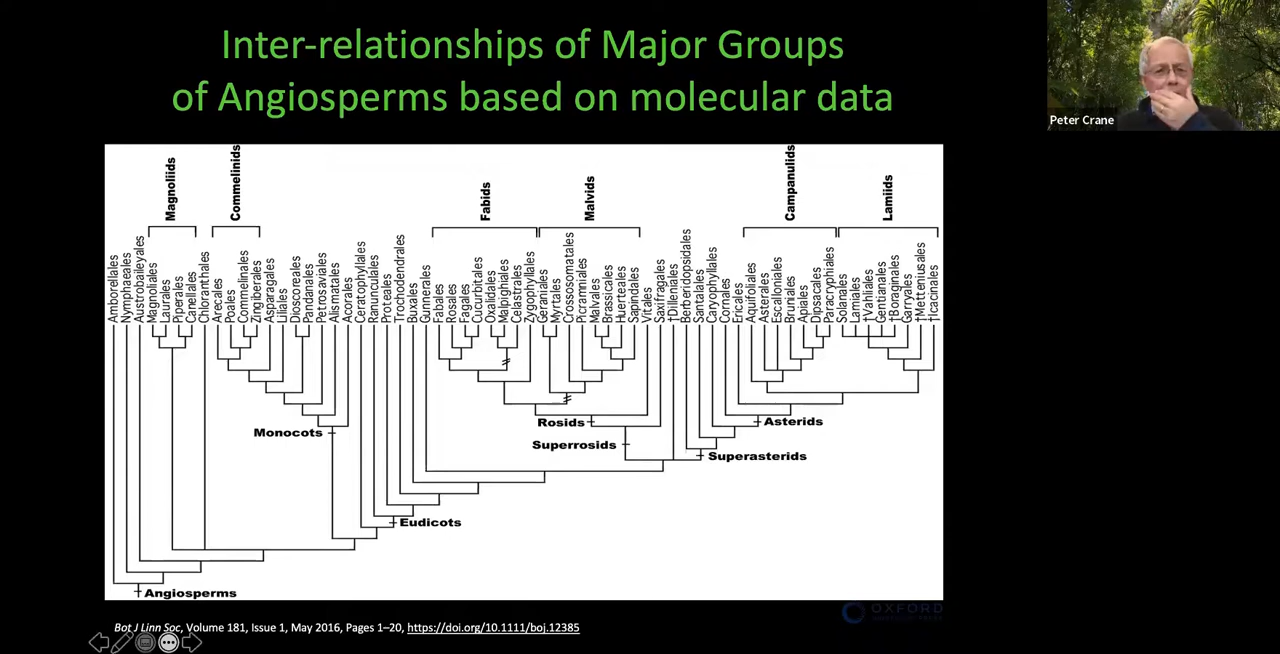 Inter-relationships of Major Groups
of Angiosperms based on molecular data
Peter Crane
Magnoliids
Commelinids
Fabids
Malvids
Campanulids
Lamiids
Amborellales
Nymphaeales
Austrobaileyales
Magnoliales
Laurales
Piperales
Canellales
Chloranthales
Arecales
Poales
Commelinales
Zingiberales
Asparagales
Liliales
Dioscoreales
Pandanales
Petrosaviales
Alismatales
Acorales
Ceratophyllales
Ranunculales
Proteales
Trochodendrales
Buxales
Gunnerales
Fabales
Rosales
Fagales
Cucurbitales
Oxalidales
Malpighiales
Celastrales
Zygophyllales
Geraniales
Myrtales
Crossosomatales
Picramniales
Malvales
Brassicales
Huerteales
Sapindales
Vitales
Saxifragales
†Dilleniales
Berberidopsidales
Santalales
Caryophyllales
Cornales
Ericales
Aquifoliales
Asterales
Escalloniales
Bruniales
Apiales
Dipsacales
Paracryphiales
Solanales
Lamiales
†Vahliales
Gentianales
†Boraginales
Garryales
†Metteniusales
†Icacinales
Rosids
Asterids
Monocots
Superrosids
Superasterids
Eudicots
Angiosperms
OXFORD
Bot J Linn Soc, Volume 181, Issue 1, May 2016, Pages 1–20, https://doi.org/10.1111/boj.12385